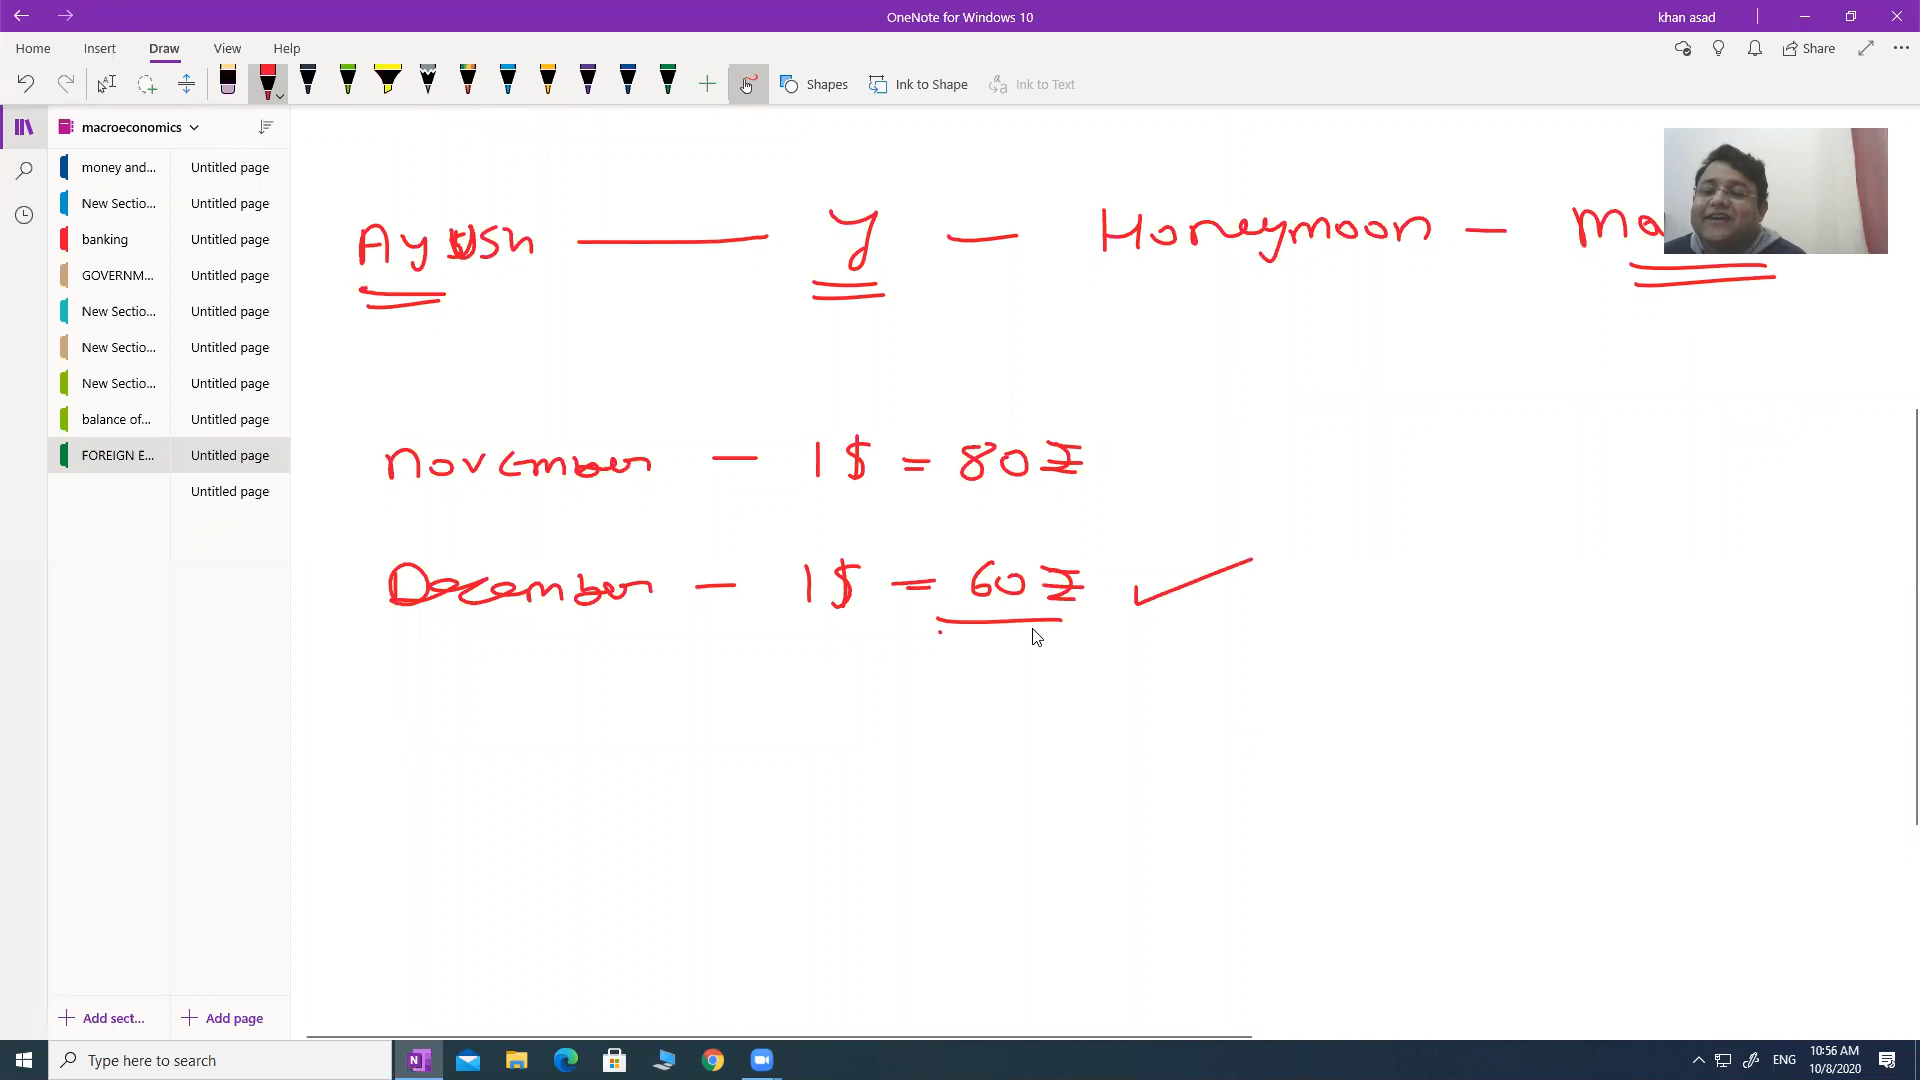 OneNote for Windows 10
khan asad
Home Insert Draw View Help
Share
Shapes Ink to Shape Ink to Text
macroeconomics
money and... Untitled page
New Sectio... Untitled page
banking Untitled page
GOVERNM... Untitled page
New Sectio... Untitled page
New Sectio... Untitled page
New Sectio... Untitled page
balance of... Untitled page
FOREIGN E... Untitled page
Untitled page
Ayush — Y — Honeymoon — Ma
November — 1 $ = 80 ₹
December — 1 $ = 60 ₹
Add sect... Add page
Type here to search
ENG
10:56 AM
10/8/2020